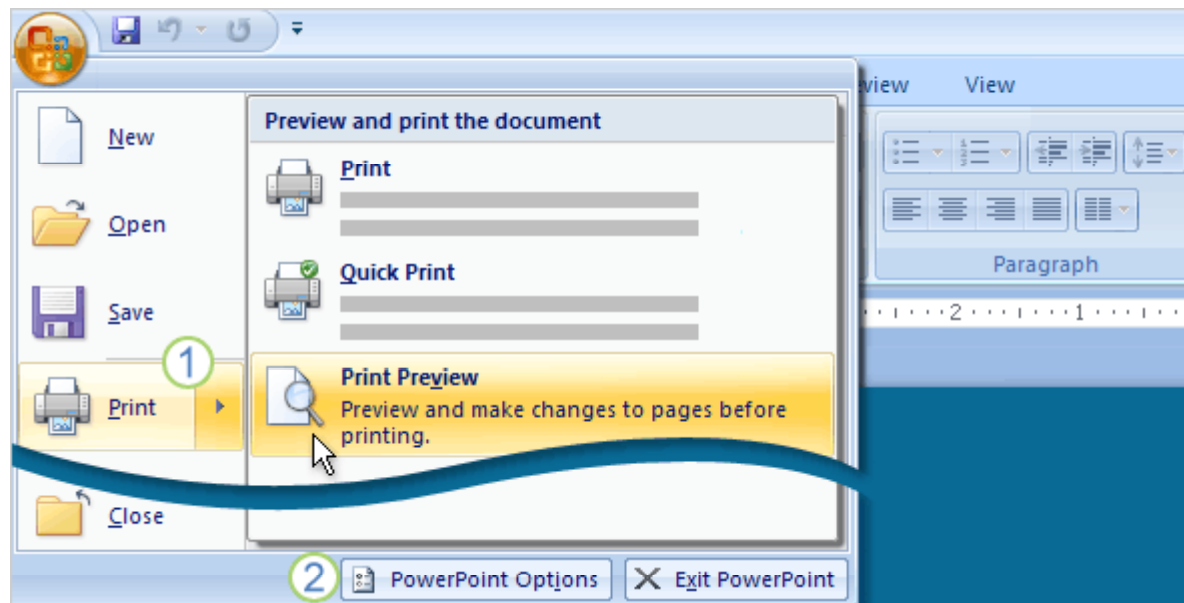 view View
New
Preview and print the document
Print
Open
Quick Print
Paragraph
Save
2 1
1
Print Preview
Print
Preview and make changes to pages before
printing.
Close
2 PowerPoint Options Exit PowerPoint